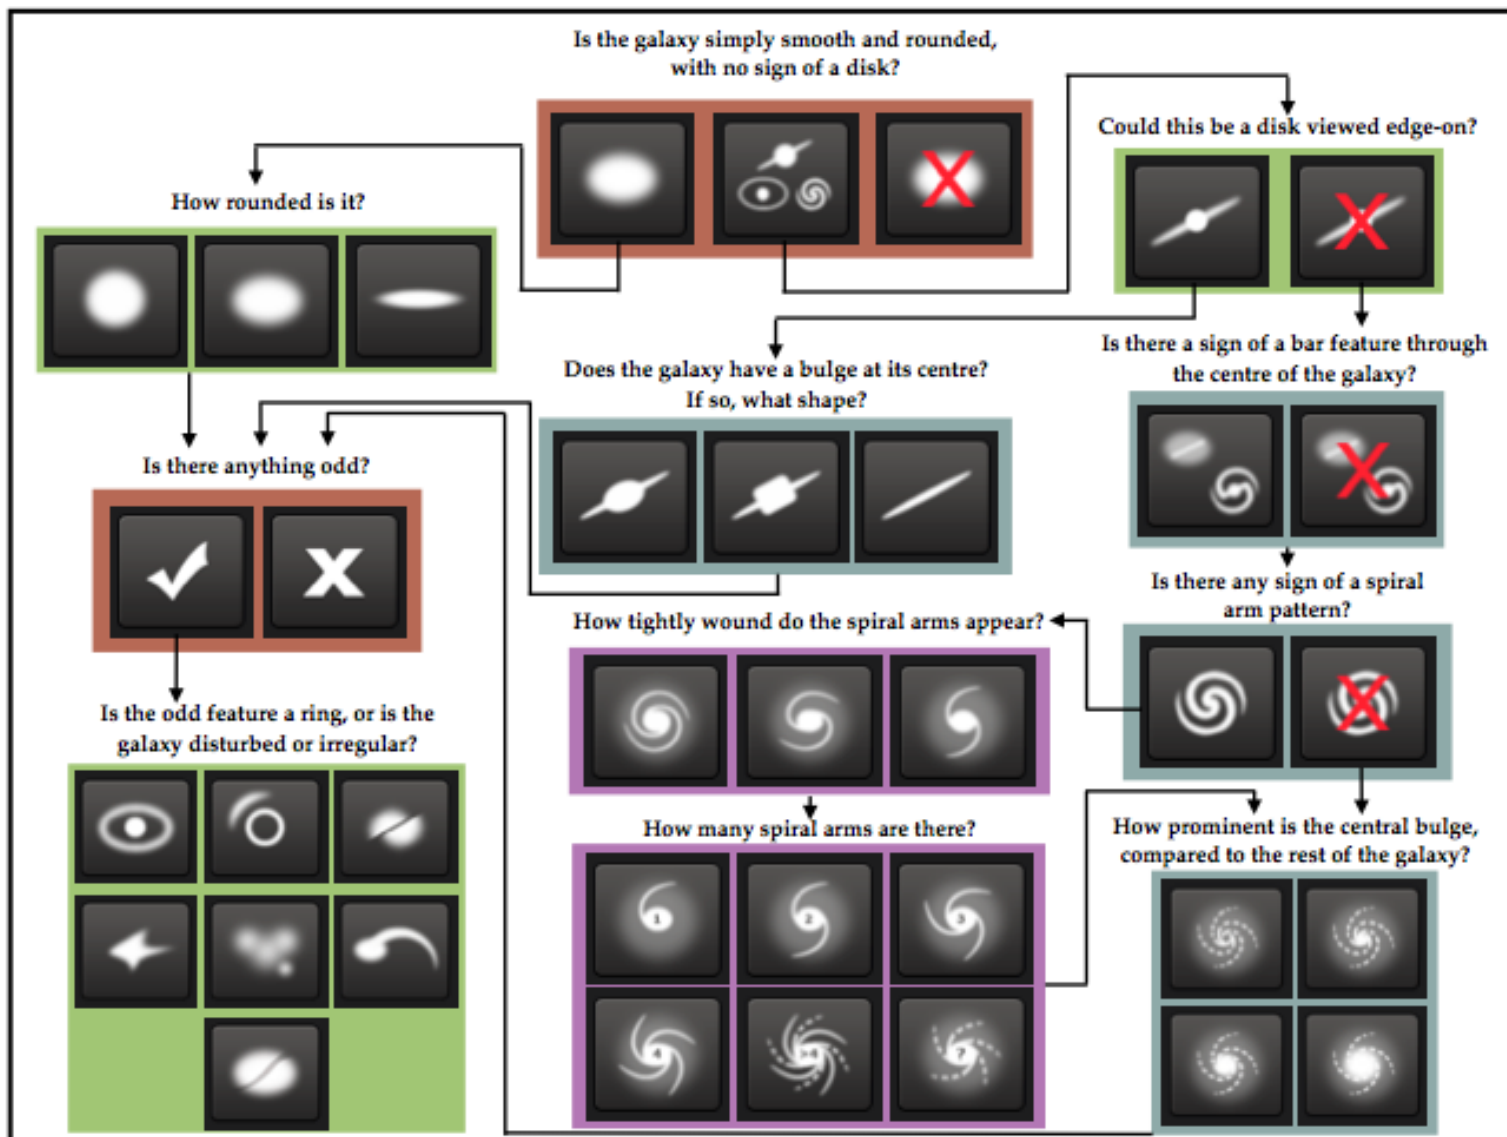 Is the galaxy simply smooth and rounded,
with no sign of a disk?
Could this be a disk viewed edge-on?
How rounded is it?
Is there a sign of a bar feature through
the centre of the galaxy?
Does the galaxy have a bulge at its centre?
If so, what shape?
Is there anything odd?
Is there any sign of a spiral
arm pattern?
How tightly wound do the spiral arms appear?
Is the odd feature a ring, or is the
galaxy disturbed or irregular?
How many spiral arms are there?
How prominent is the central bulge,
compared to the rest of the galaxy?
1
2
3
4
?